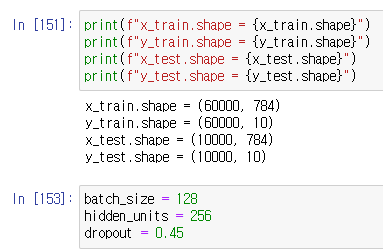 In [151]: print(f"x_train.shape = {x_train.shape}")
print(f"y_train.shape = {y_train.shape}")
print(f"x_test.shape = {x_test.shape}")
print(f"y_test.shape = {y_test.shape}")
x_train.shape = (60000, 784)
y_train.shape = (60000, 10)
x_test.shape = (10000, 784)
y_test.shape = (10000, 10)
In [153]: batch_size = 128
hidden_units = 256
dropout = 0.45